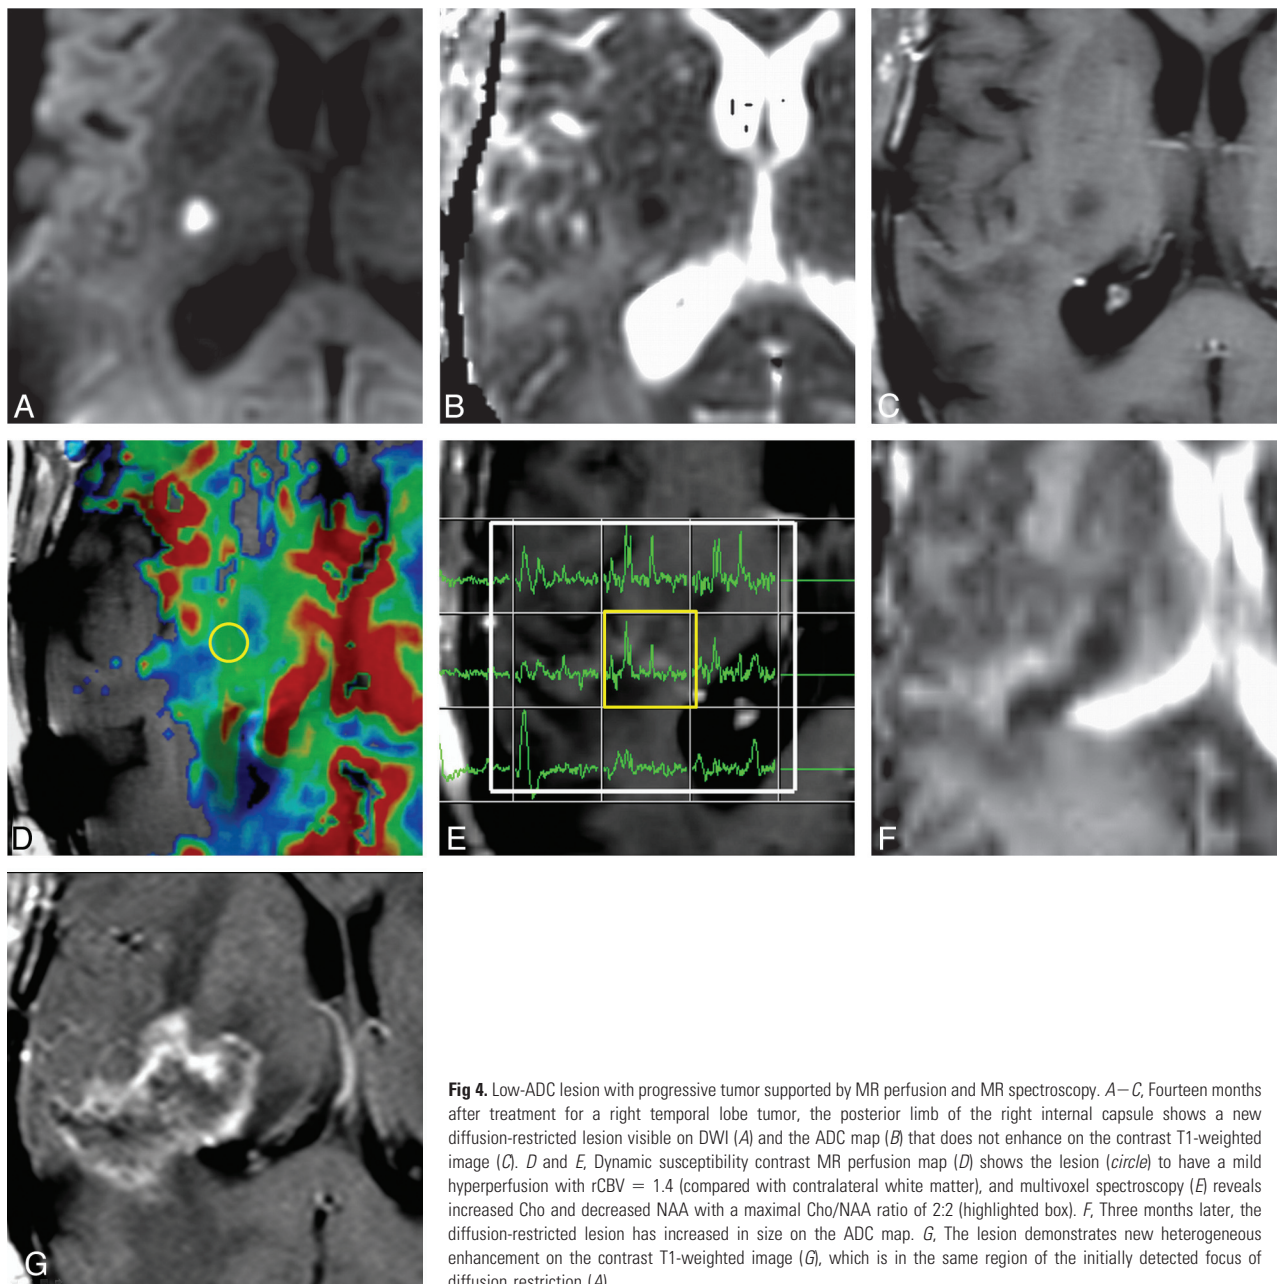 A
B
C
D
E
F
G
Fig 4. Low-ADC lesion with progressive tumor supported by MR perfusion and MR spectroscopy. A–C, Fourteen months
after treatment for a right temporal lobe tumor, the posterior limb of the right internal capsule shows a new
diffusion-restricted lesion visible on DWI (A) and the ADC map (B) that does not enhance on the contrast T1-weighted
image (C). D and E, Dynamic susceptibility contrast MR perfusion map (D) shows the lesion (circle) to have a mild
hyperperfusion with rCBV = 1.4 (compared with contralateral white matter), and multivoxel spectroscopy (E) reveals
increased Cho and decreased NAA with a maximal Cho/NAA ratio of 2:2 (highlighted box). F, Three months later, the
diffusion-restricted lesion has increased in size on the ADC map. G, The lesion demonstrates new heterogeneous
enhancement on the contrast T1-weighted image (G), which is in the same region of the initially detected focus of
diffusion restriction (A).